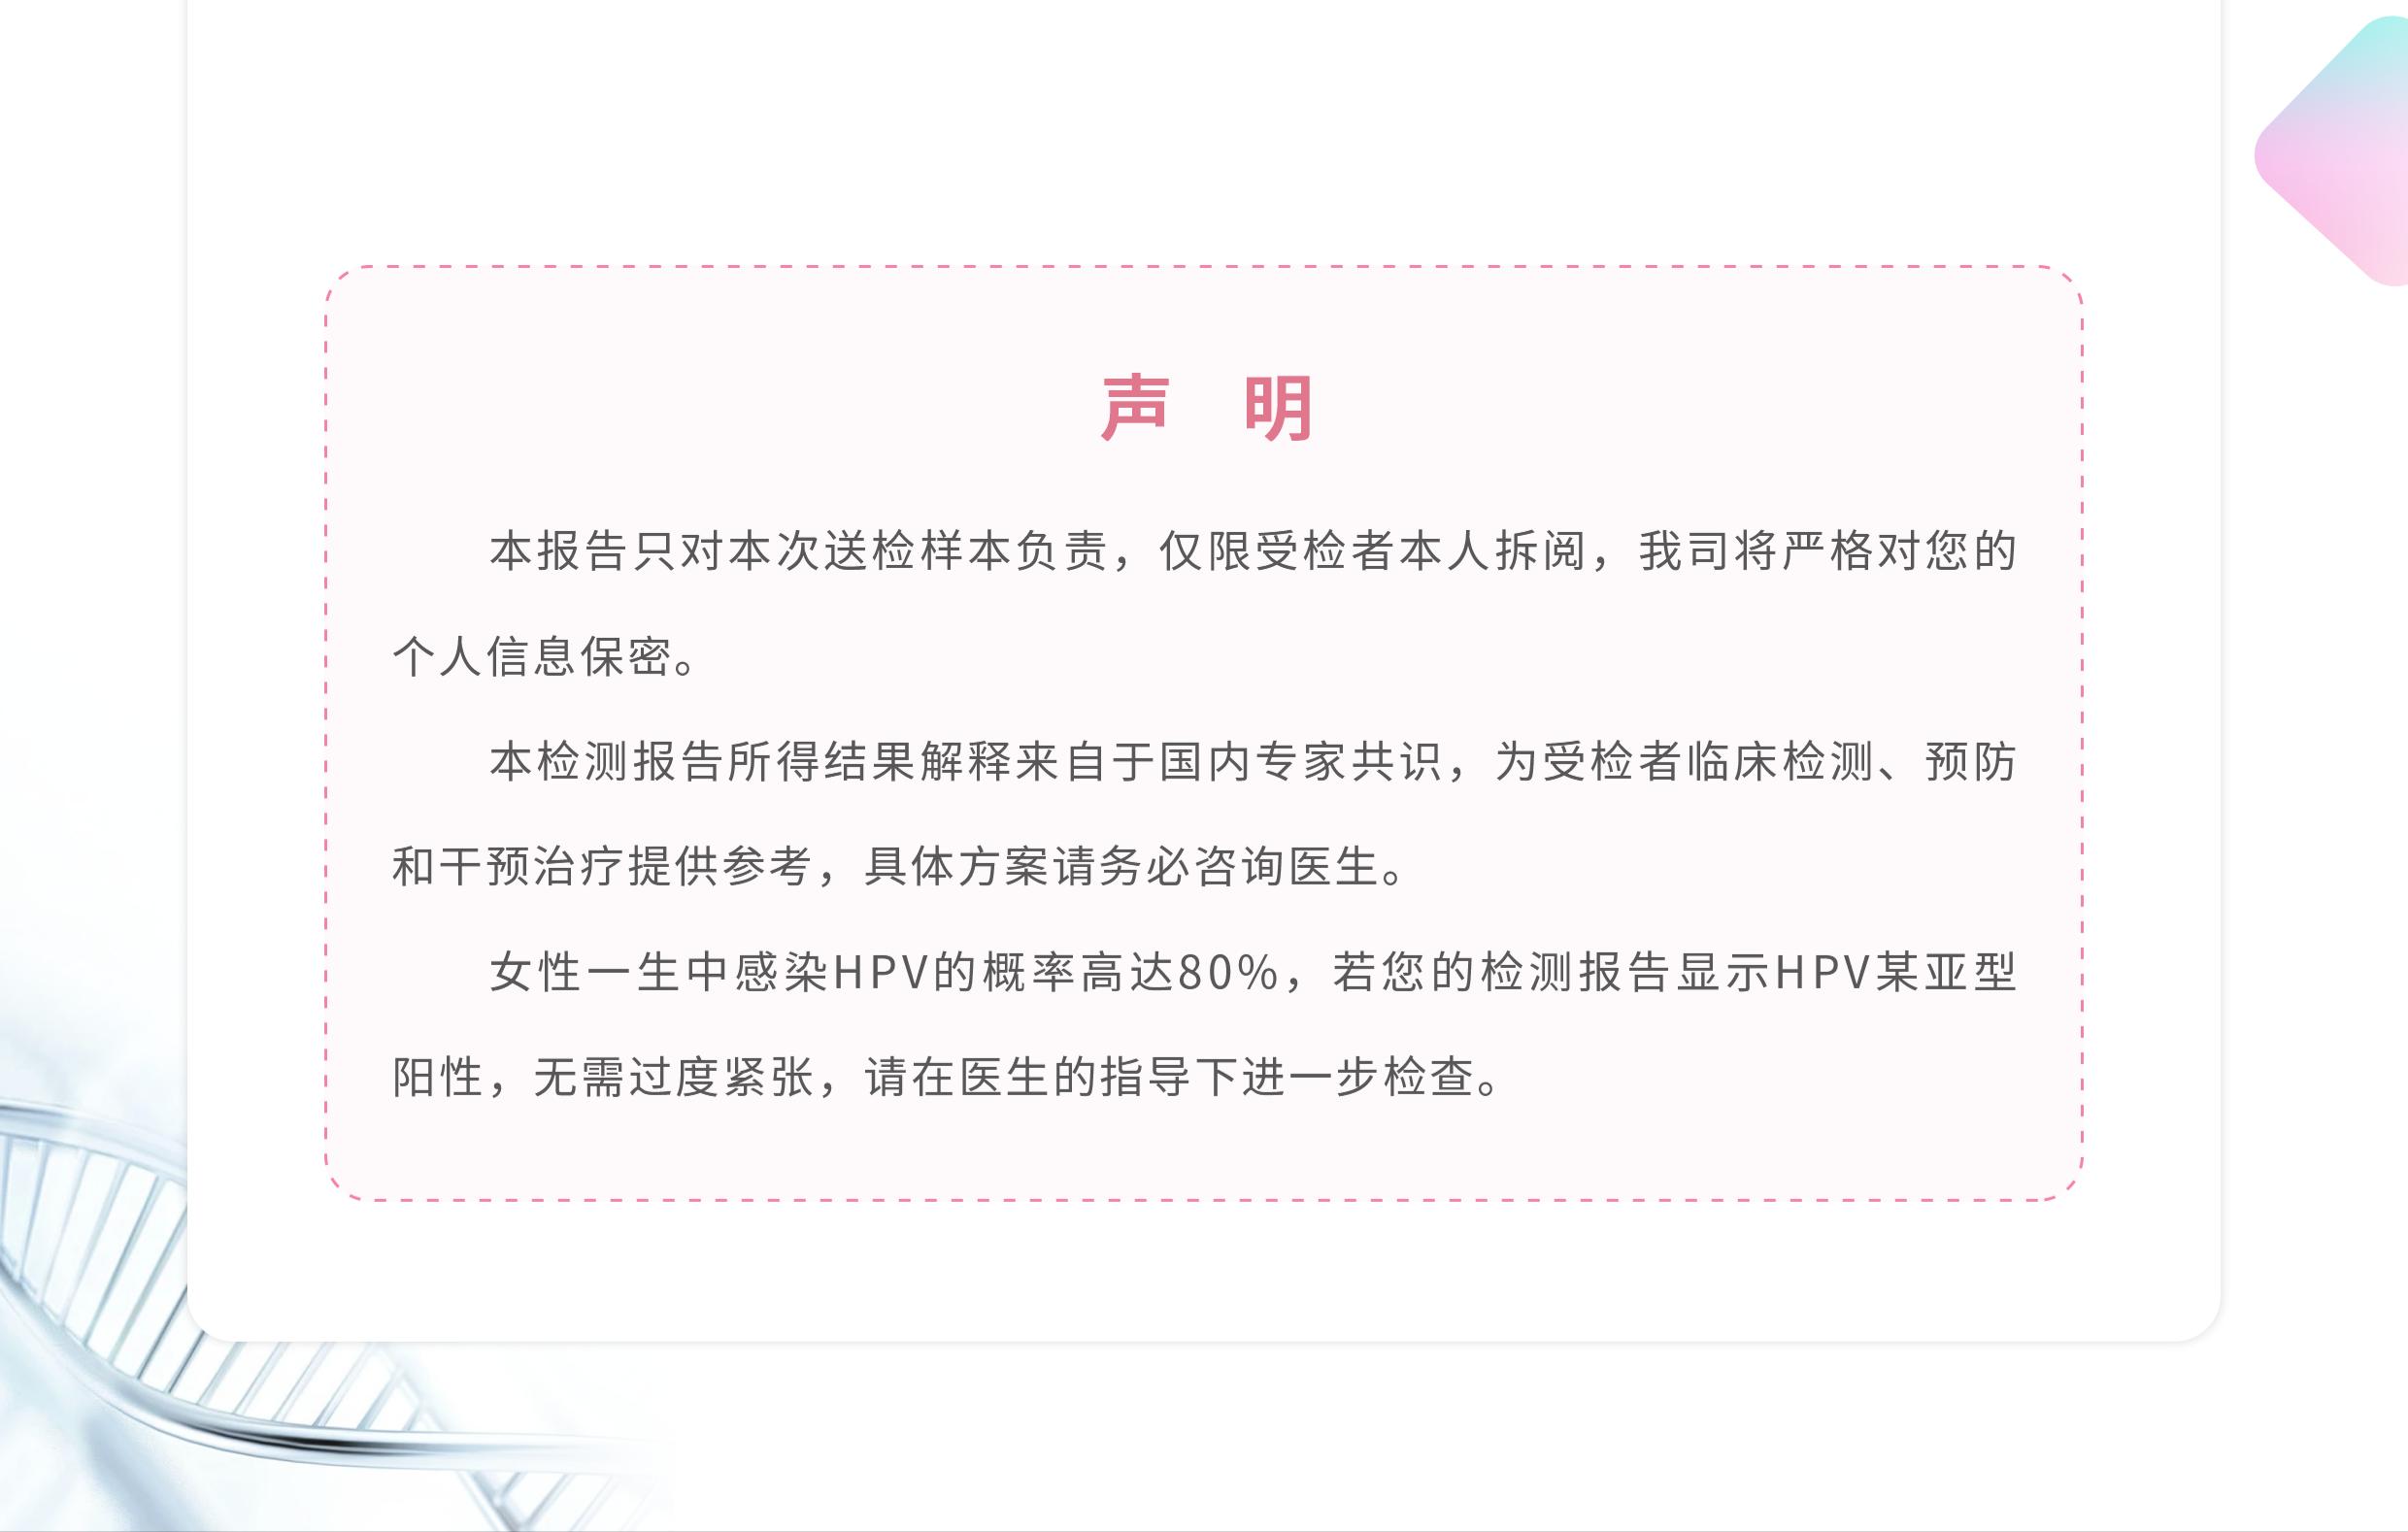 声 明
本报告只对本次送检样本负责，仅限受检者本人拆阅，我司将严格对您的
个人信息保密。
本检测报告所得结果解释来自于国内专家共识，为受检者临床检测、预防
和干预治疗提供参考，具体方案请务必咨询医生。
女性一生中感染HPV的概率高达80%，若您的检测报告显示HPV某亚型
阳性，无需过度紧张，请在医生的指导下进一步检查。